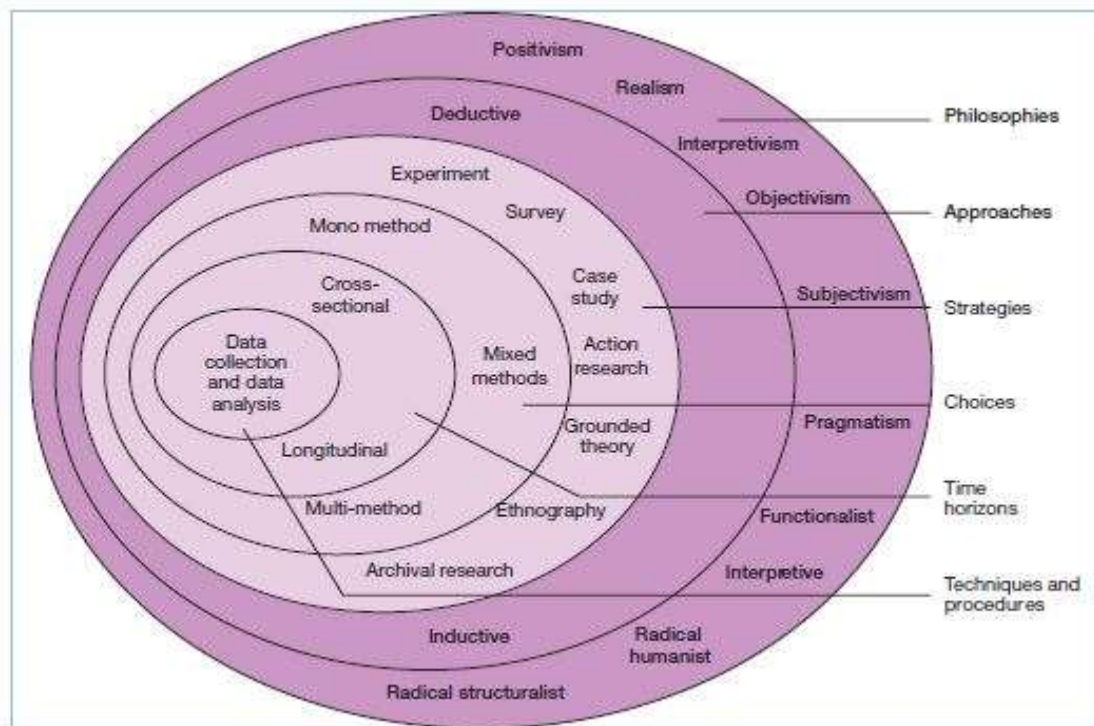 Positivism
Realism
Philosophies
Deductive
Interpretivism
Experiment
Objectivism
Survey
Approaches
Mono method
Case
study
Cross-
sectional
Subjectivism
Strategies
Data
collection
and data
analysis
Mixed
methods
Action
research
Choices
Pragmatism
Grounded
theory
Longitudinal
Time
horizons
Multi-method
Ethnography
Functionalist
Archival research
Interpretive
Techniques and
procedures
Inductive
Radical
humanist
Radical structuralist